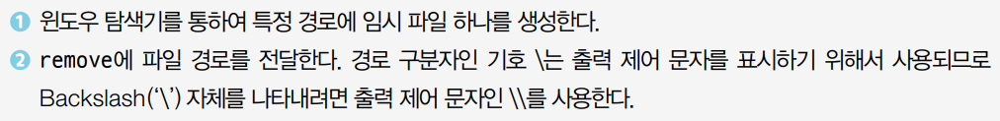 ❶ 윈도우 탐색기를 통하여 특정 경로에 임시 파일 하나를 생성한다.
❷ remove에 파일 경로를 전달한다. 경로 구분자인 기호 \는 출력 제어 문자를 표시하기 위해서 사용되므로
Backslash(‘\’) 자체를 나타내려면 출력 제어 문자인 \\를 사용한다.